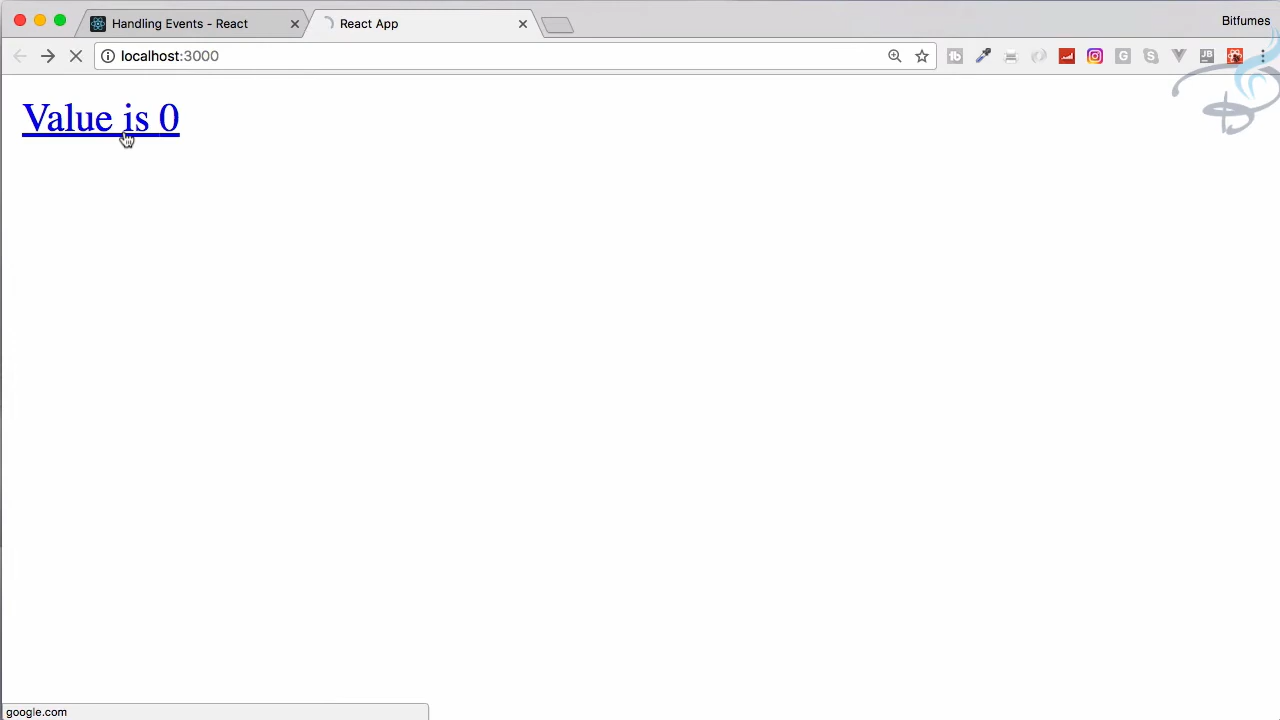 Handling Events - React
React App
Bitfumes
localhost:3000
Value is 0
google.com